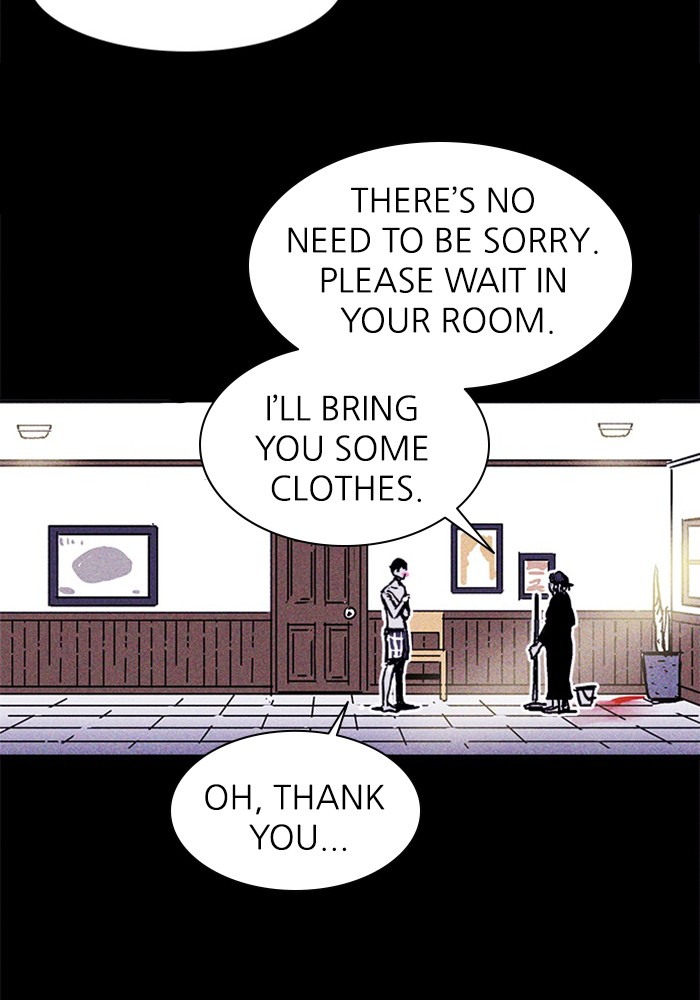 THERE'S NO
NEED TO BE SORRY.
PLEASE WAIT IN
YOUR ROOM.
I'LL BRING
YOU SOME
CLOTHES.
OH, THANK
YOU...